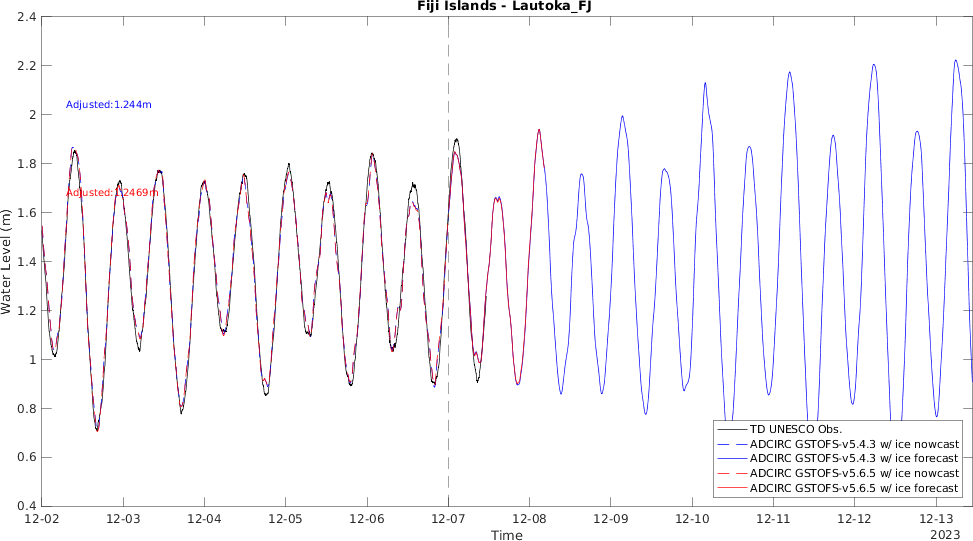 Fiji Islands - Lautoka_FJ
2.4
2.2
2
1.8
1.6
1.4
1.2
1
0.8
0.6
0.4
Water Level (m)
Adjusted:1.244m
Adjusted:1.2469m
TD UNESCO Obs.
ADCIRC GSTOFS-v5.4.3 w/ ice nowcast
ADCIRC GSTOFS-v5.4.3 w/ ice forecast
ADCIRC GSTOFS-v5.6.5 w/ ice nowcast
ADCIRC GSTOFS-v5.6.5 w/ ice forecast
12-02 12-03 12-04 12-05 12-06 12-07 12-08 12-09 12-10 12-11 12-12 12-13
Time
2023